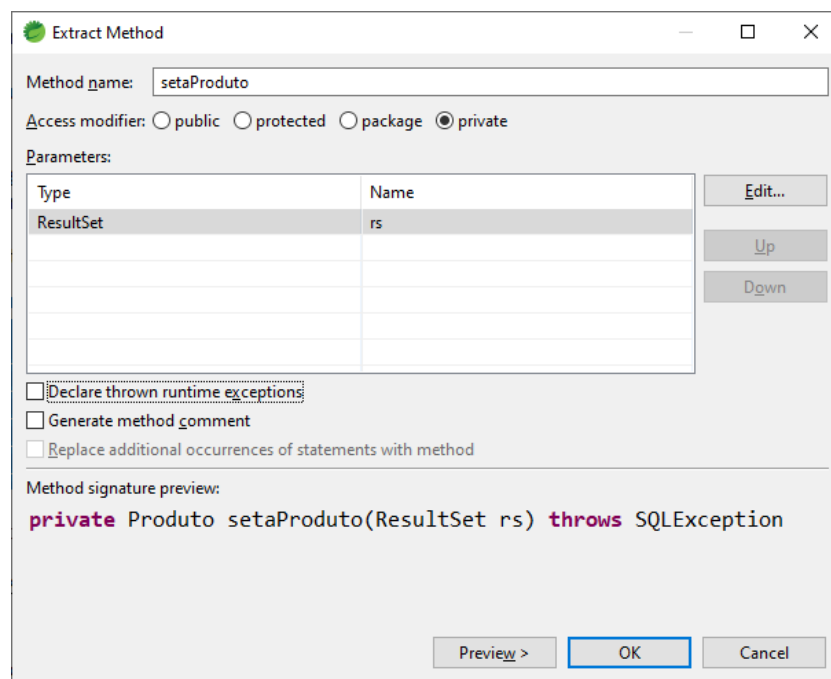 Extract Method
Method name: setaProduto
Access modifier: public protected package private
Parameters:
Type Name Edit...
ResultSet rs
Up
Down
Declare thrown runtime exceptions
Generate method comment
Replace additional occurrences of statements with method
Method signature preview:
private Produto setaProduto(ResultSet rs) throws SQLException
Preview > OK Cancel